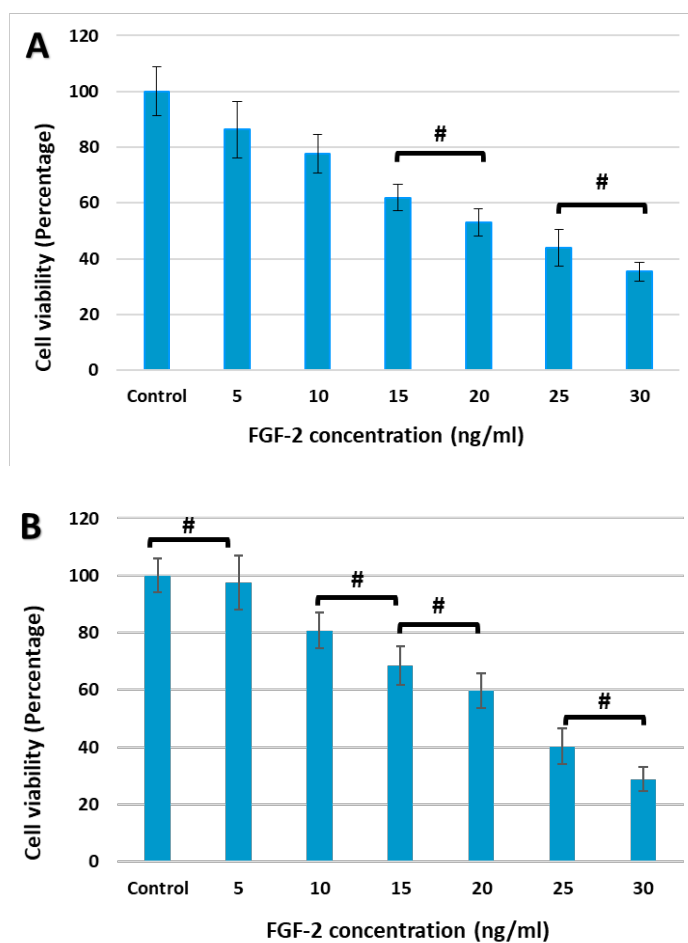 A
120
100
80
60
40
20
0
Cell viability (Percentage)
#
#
Control 5 10 15 20 25 30
FGF-2 concentration (ng/ml)
B
120
100
80
60
40
20
0
Cell viability (Percentage)
#
#
#
#
Control 5 10 15 20 25 30
FGF-2 concentration (ng/ml)